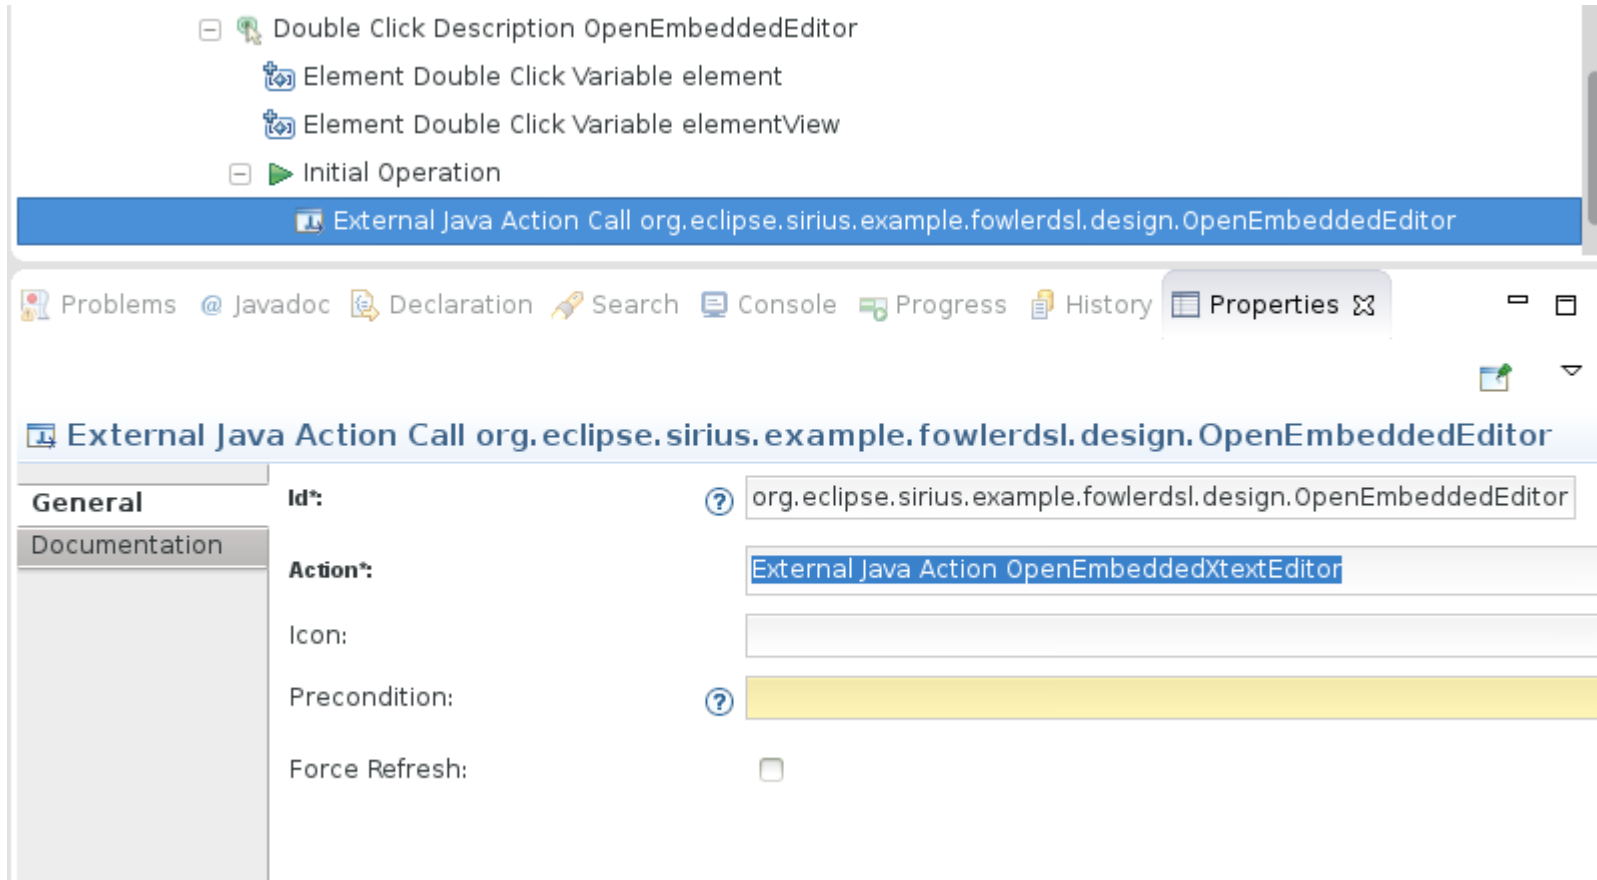 Double Click Description OpenEmbeddedEditor
Element Double Click Variable element
Element Double Click Variable elementView
Initial Operation
External Java Action Call org.eclipse.sirius.example.fowlerdsl.design.OpenEmbeddedEditor
Problems @ Javadoc Declaration Search Console Progress History Properties
External Java Action Call org.eclipse.sirius.example.fowlerdsl.design.OpenEmbeddedEditor
General
Id*: ? org.eclipse.sirius.example.fowlerdsl.design.OpenEmbeddedEditor
Documentation
Action*: External Java Action OpenEmbeddedXtextEditor
Icon:
Precondition: ?
Force Refresh: